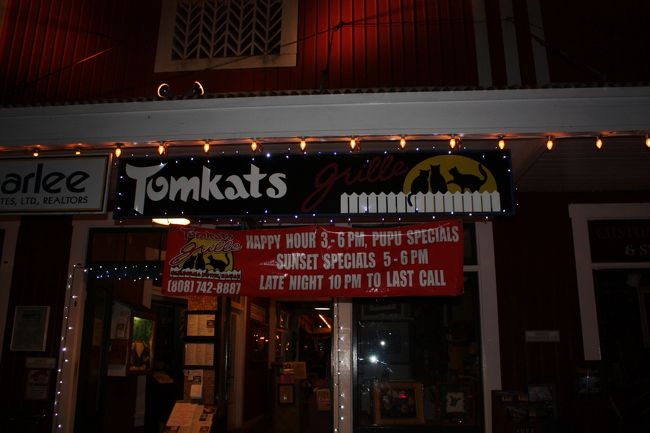 arlee
TES, LTD, REALTORS
Tomkats grille
Tomkats
grille
(808) 742-8887
HAPPY HOUR 3 - 6 PM, PUPU SPECIALS
SUNSET SPECIALS 5 - 6 PM
LATE NIGHT 10 PM TO LAST CALL
& S